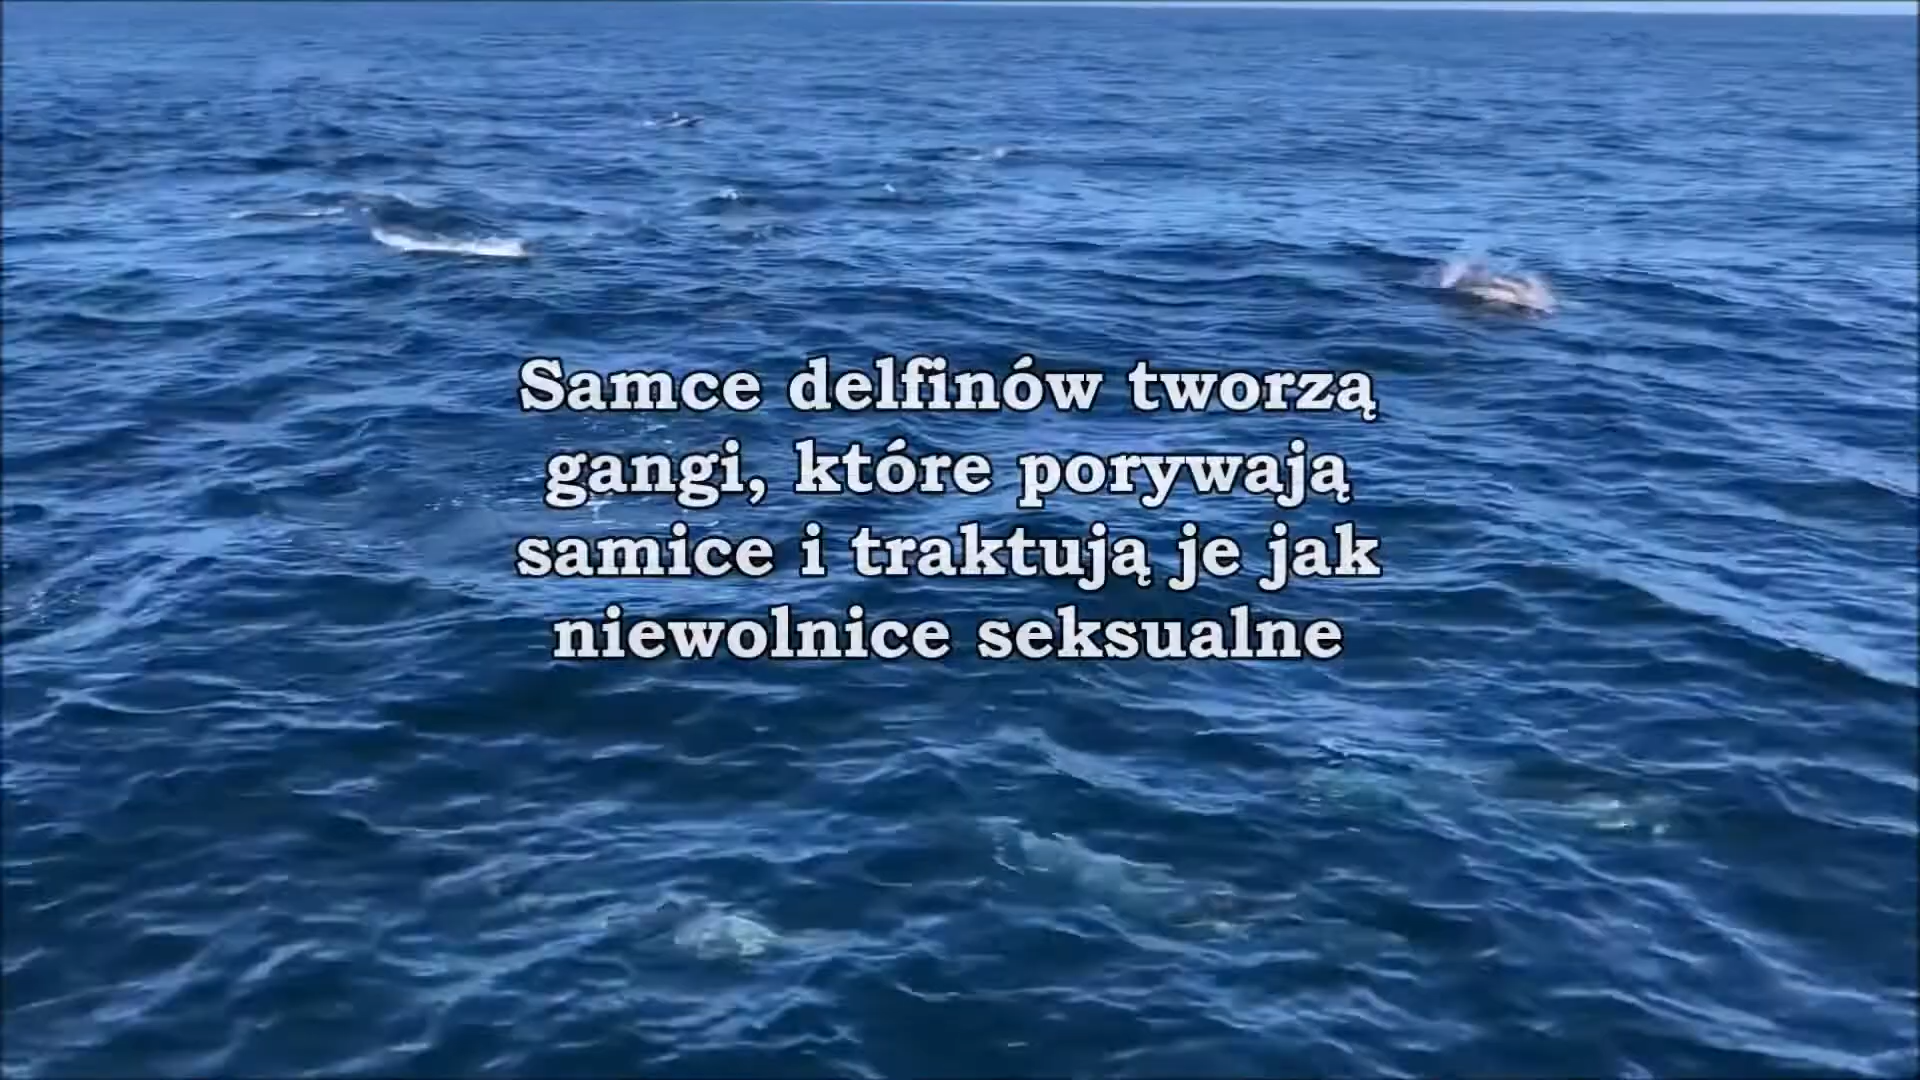 Samce delfinów tworzą
gangi, które porywają
samice i traktują je jak
niewolnice seksualne